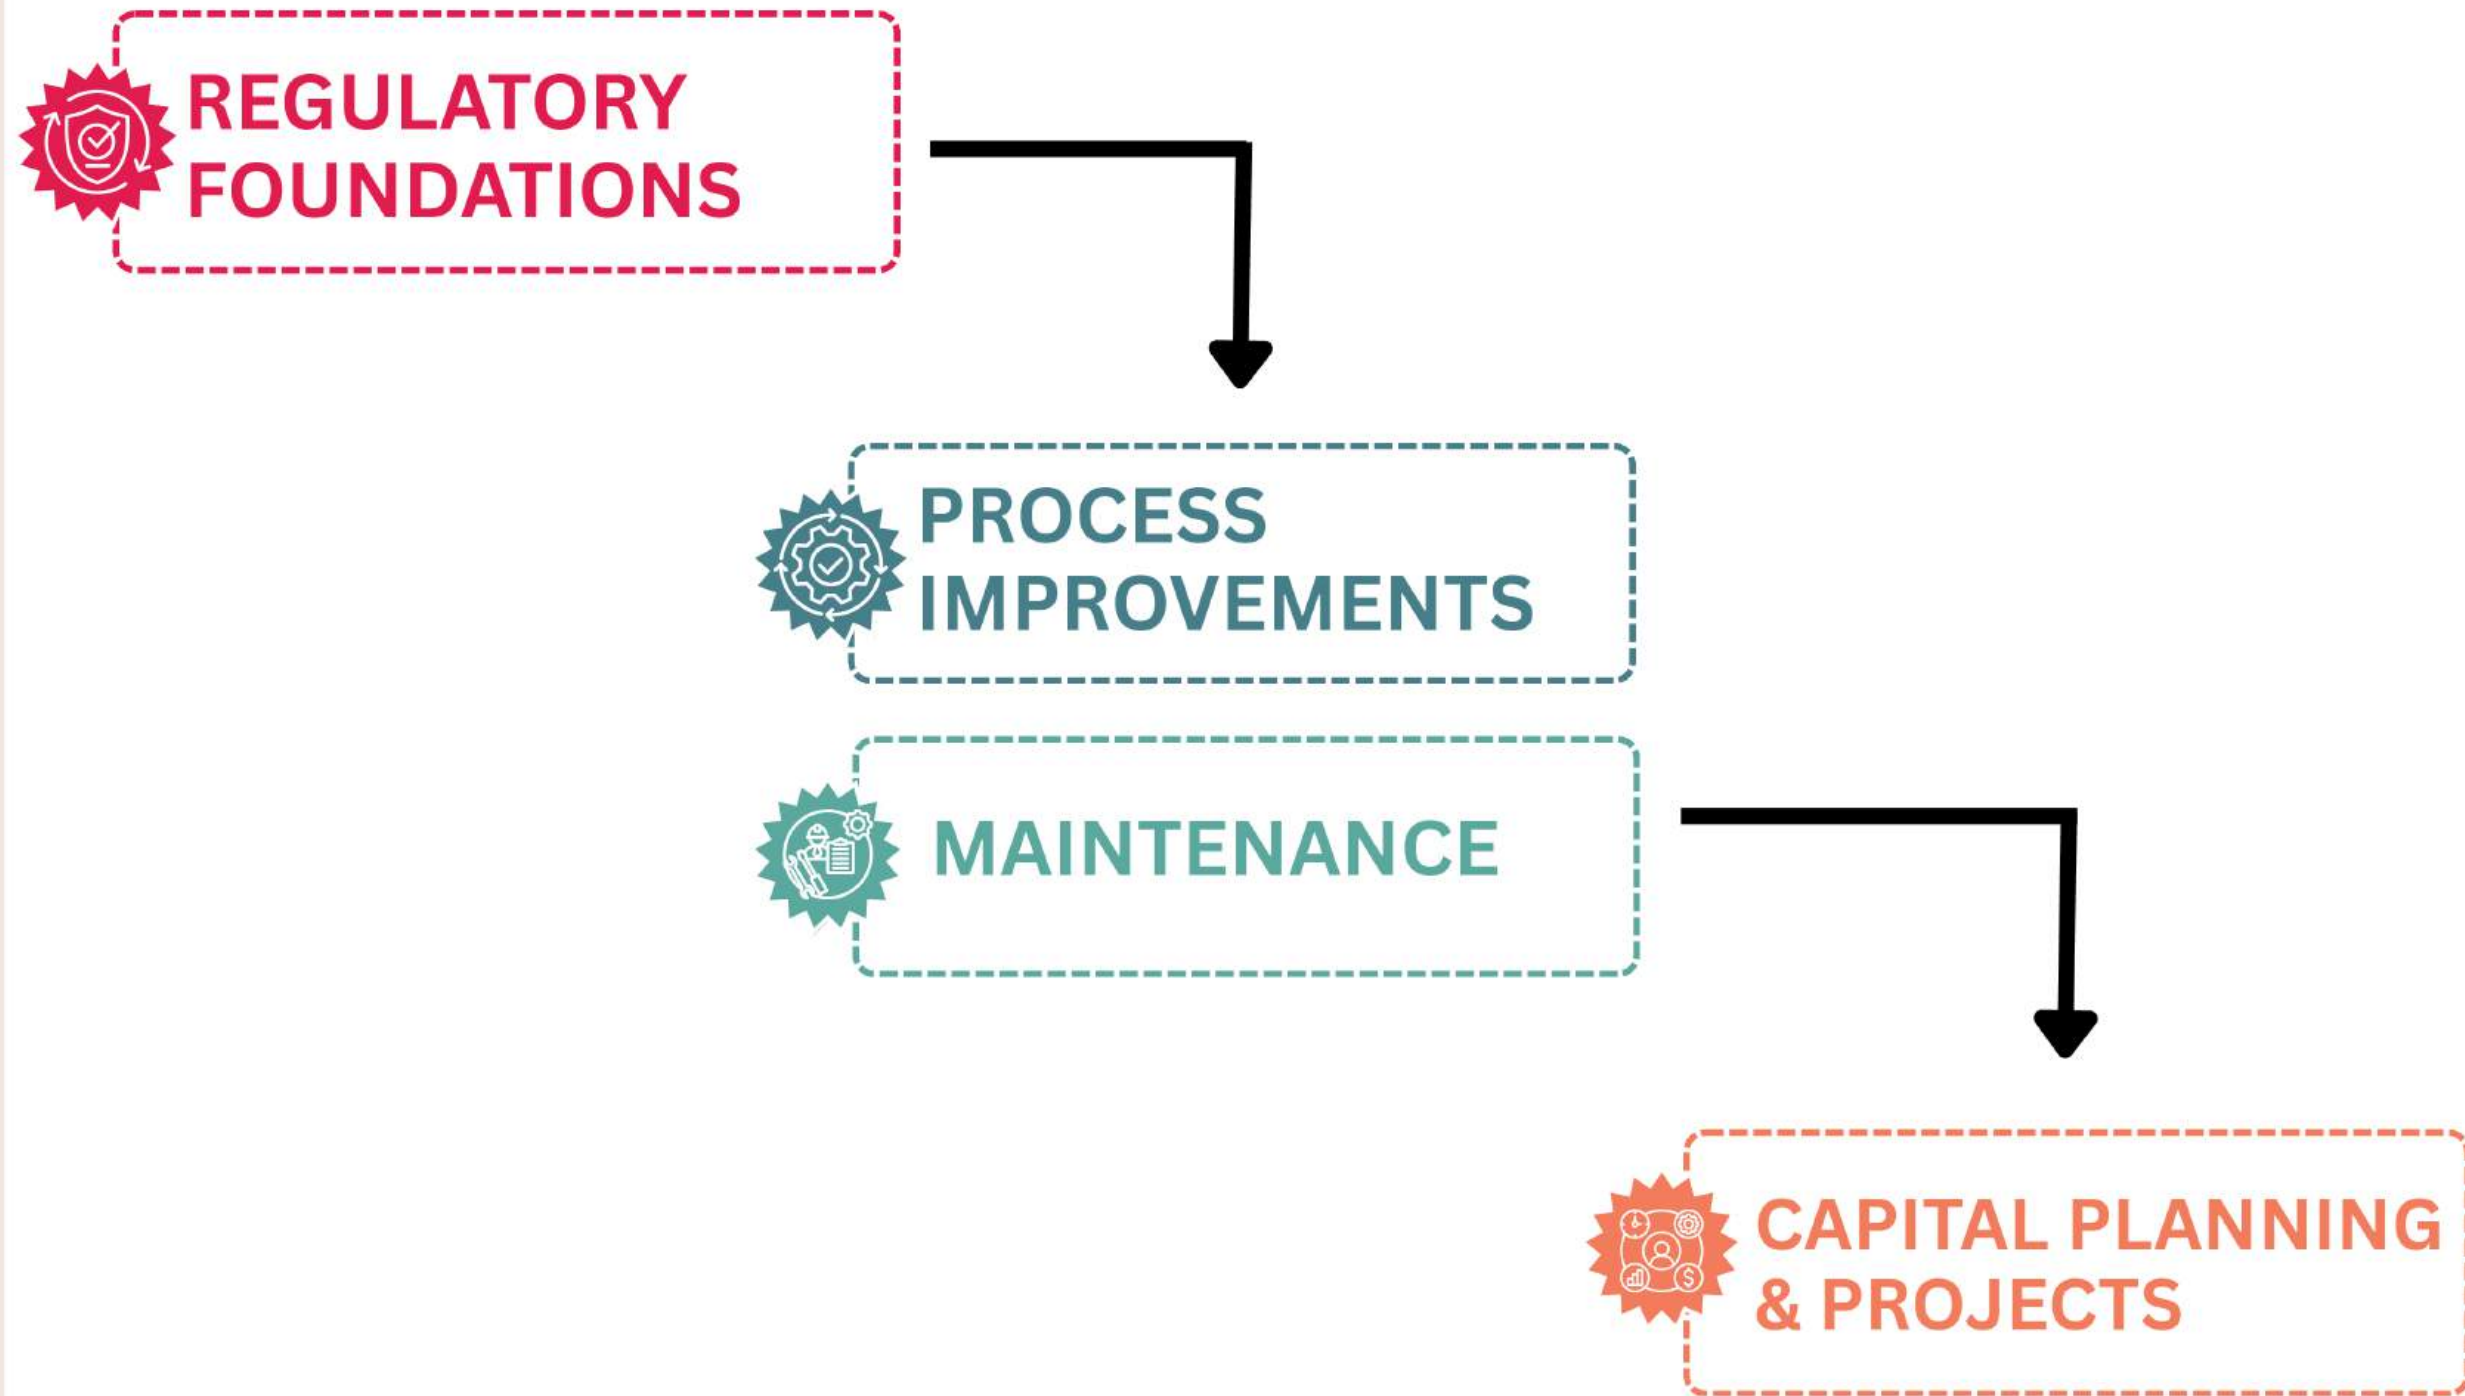 REGULATORY
FOUNDATIONS
PROCESS
IMPROVEMENTS
MAINTENANCE
CAPITAL PLANNING
& PROJECTS